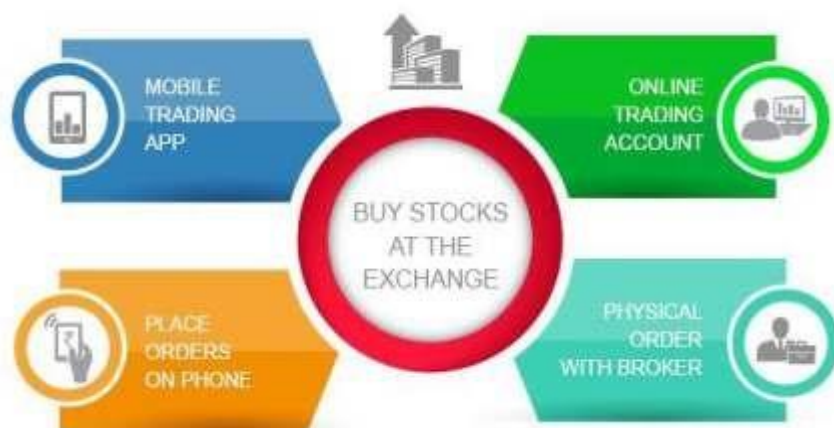 MOBILE
TRADING
APP
ONLINE
TRADING
ACCOUNT
BUY STOCKS
AT THE
EXCHANGE
PLACE
ORDERS
ON PHONE
₹
PHYSICAL
ORDER
WITH BROKER